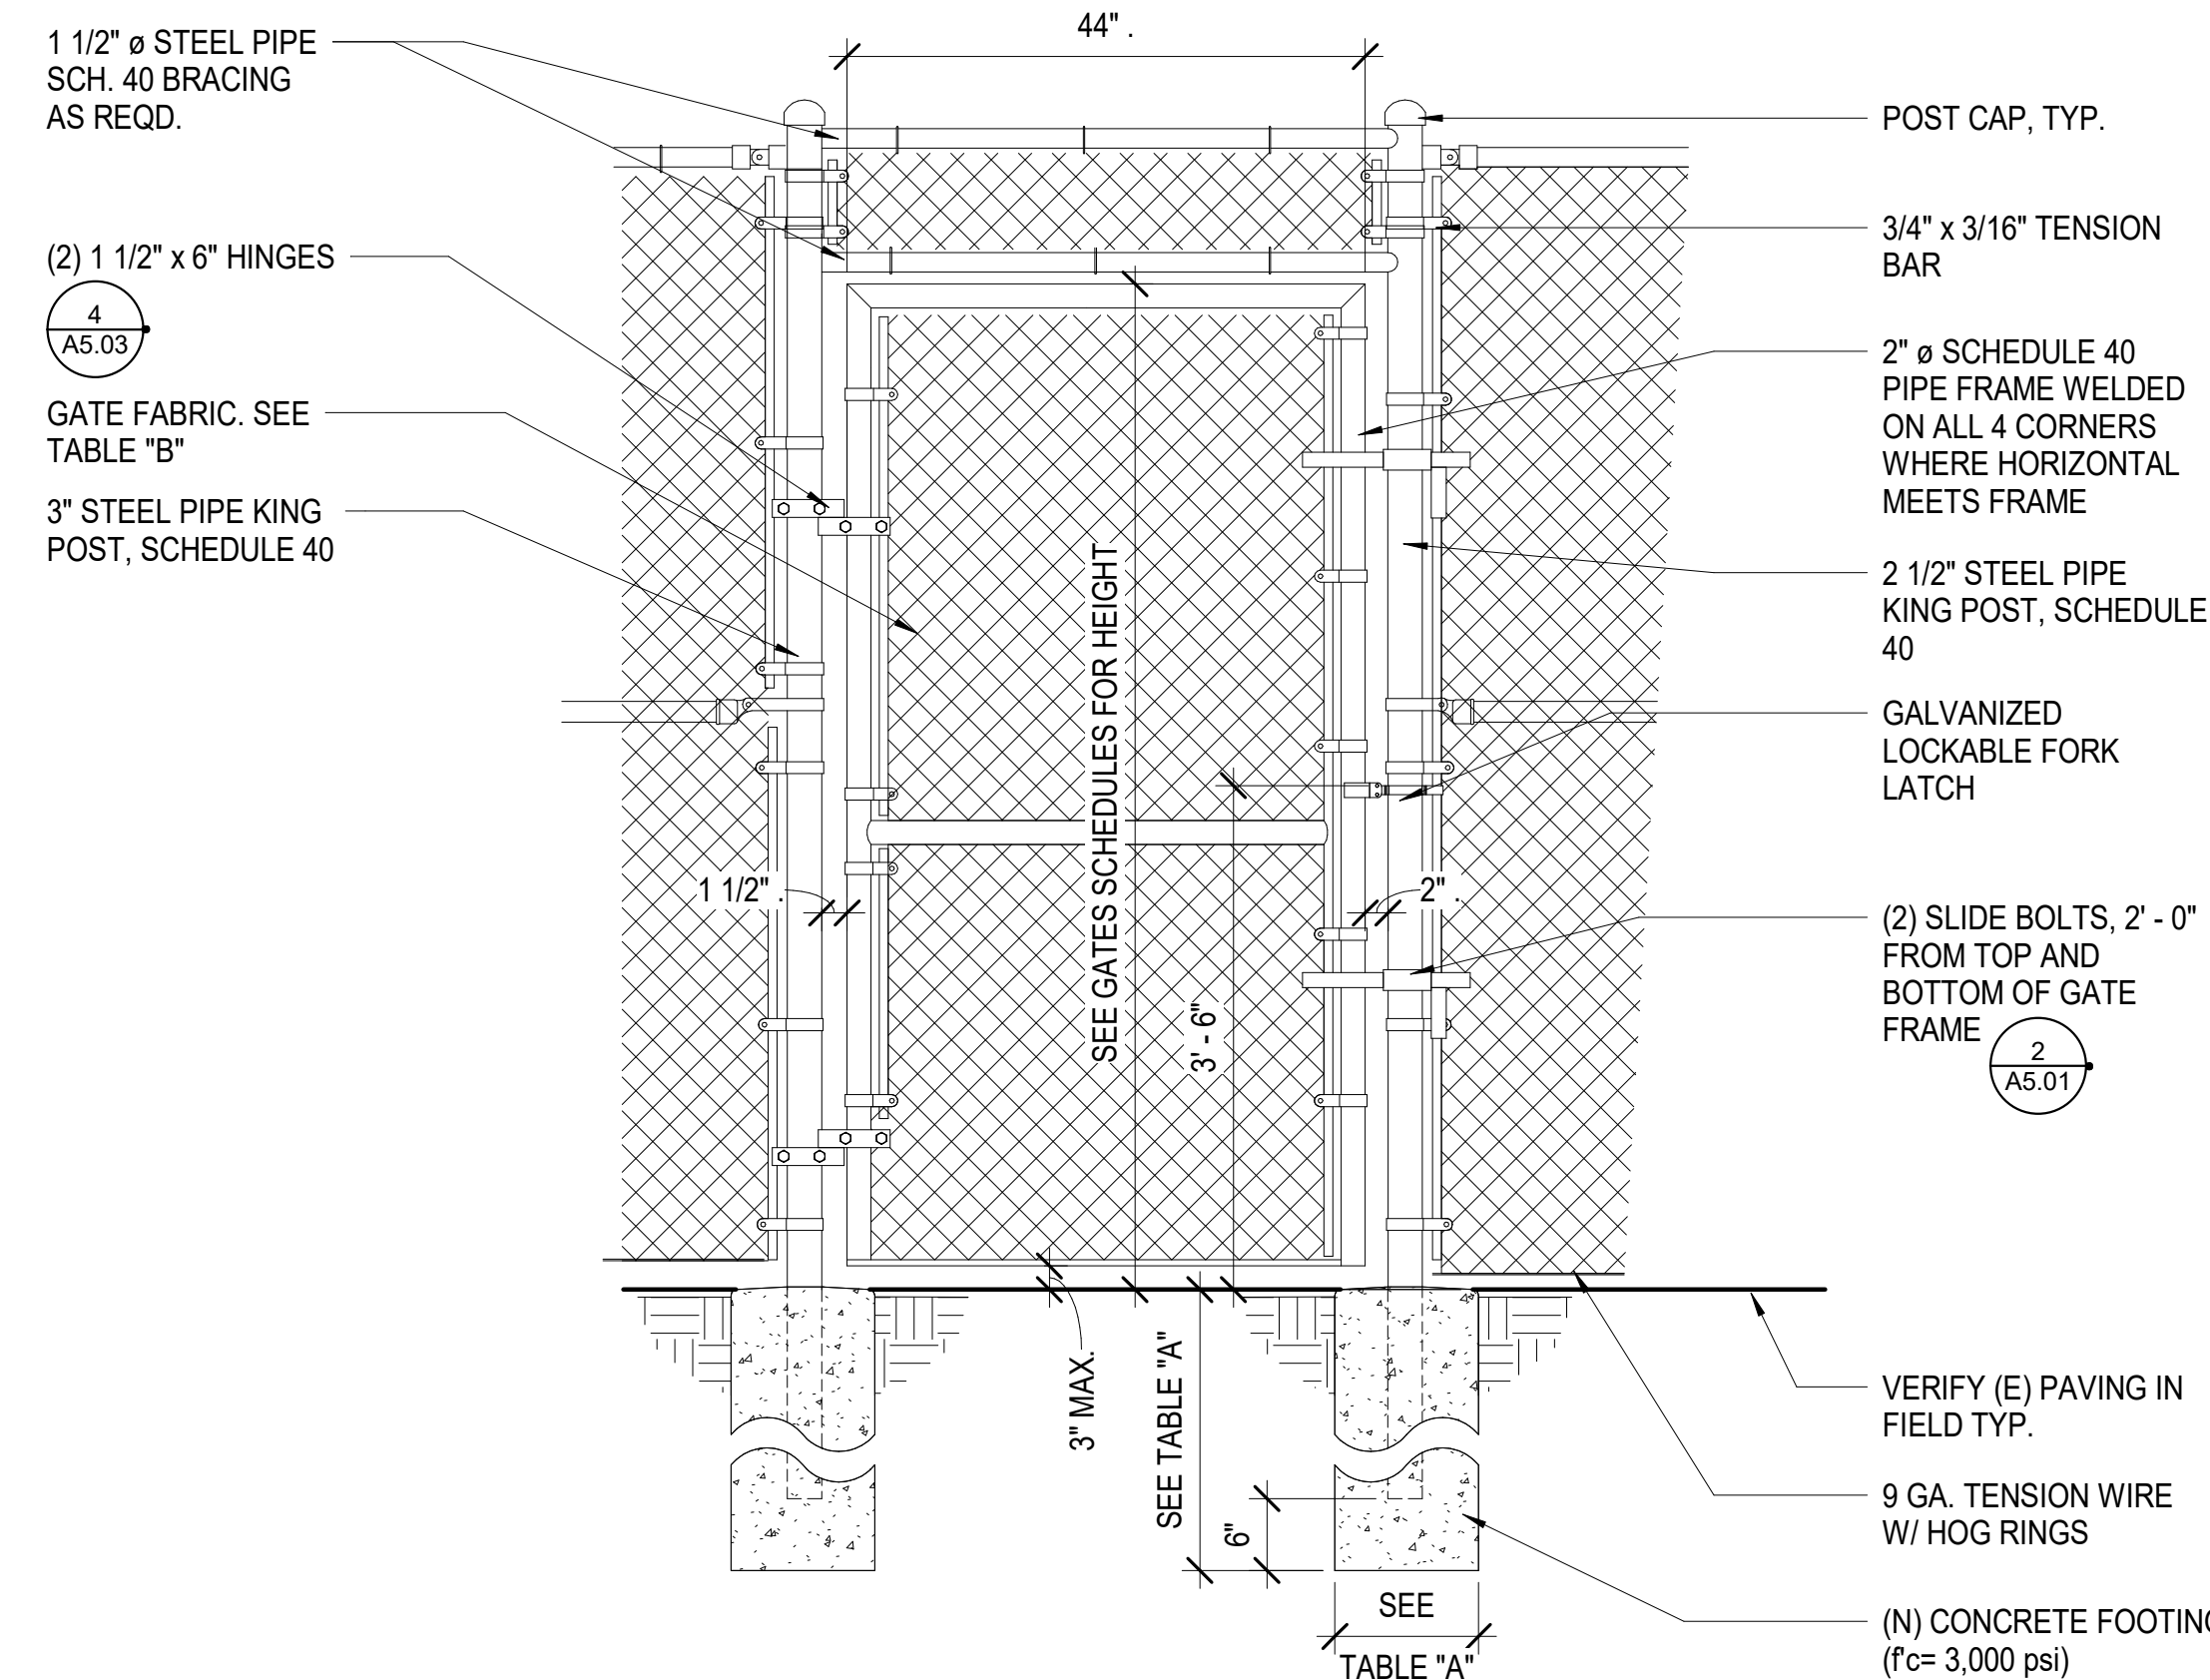 44" .
1 1/2" ø STEEL PIPE
SCH. 40 BRACING
AS REQD.
(2) 1 1/2" x 6" HINGES
4
A5.03
GATE FABRIC. SEE
TABLE "B"
3" STEEL PIPE KING
POST, SCHEDULE 40
POST CAP, TYP.
3/4" x 3/16" TENSION
BAR
2" ø SCHEDULE 40
PIPE FRAME WELDED
ON ALL 4 CORNERS
WHERE HORIZONTAL
MEETS FRAME
2 1/2" STEEL PIPE
KING POST, SCHEDULE
40
GALVANIZED
LOCKABLE FORK
LATCH
(2) SLIDE BOLTS, 2' - 0"
FROM TOP AND
BOTTOM OF GATE
FRAME
2
A5.01
VERIFY (E) PAVING IN
FIELD TYP.
9 GA. TENSION WIRE
W/ HOG RINGS
(N) CONCRETE FOOTING
(f'c= 3,000 psi)
SEE GATES SCHEDULES FOR HEIGHT
3' - 6"
1 1/2" .
2" .
3" MAX.
SEE TABLE "A"
6"
SEE
TABLE "A"